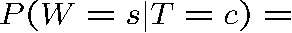 P(W = s|T = c) =